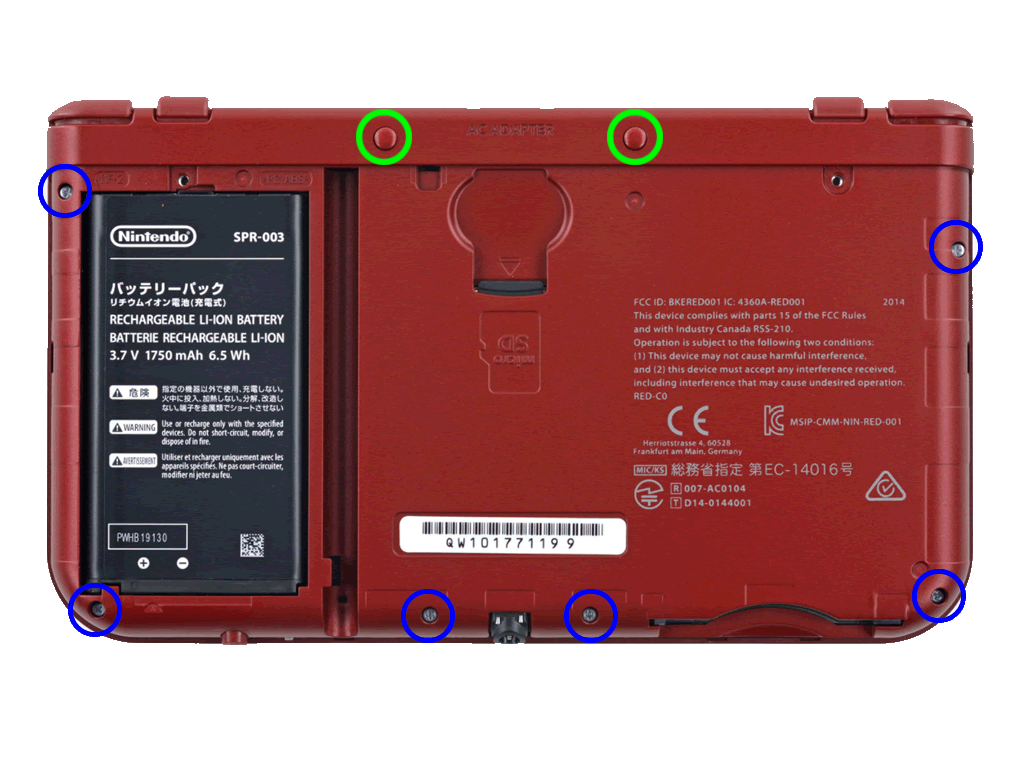 AC ADAPTER
Nintendo
SPR-003
バッテリーパック
リチウムイオン電池(充電式)
RECHARGEABLE LI-ION BATTERY
BATTERIE RECHARGEABLE LI-ION
3.7 V 1750 mAh 6.5 Wh
危険
指定の機器以外で使用、充電しない。
火中に投入、加熱しない。分解、改造し
ない。端子を金属類でショートさせない
WARNING
Use or recharge only with the specified
devices. Do not short-circuit, modify, or
dispose of in fire.
AVERTISSEMENT
Utiliser et recharger uniquement avec les
appareils spécifiés. Ne pas court-circuiter,
modifier ni jeter au feu.
PWHB19130
micro
SD
FCC ID: BKERED001 IC: 4360A-RED001 2014
This device complies with parts 15 of the FCC Rules
and with Industry Canada RSS-210.
Operation is subject to the following two conditions:
(1) This device may not cause harmful interference,
and (2) this device must accept any interference received,
including interference that may cause undesired operation.
RED-C0
CE
MSIP-CMM-NIN-RED-001
Herriotstrasse 4, 60528
Frankfurt am Main, Germany
MIC/KS 総務省指定 第EC-14016号
R 007-AC0104
T D14-0144001
QW101771199